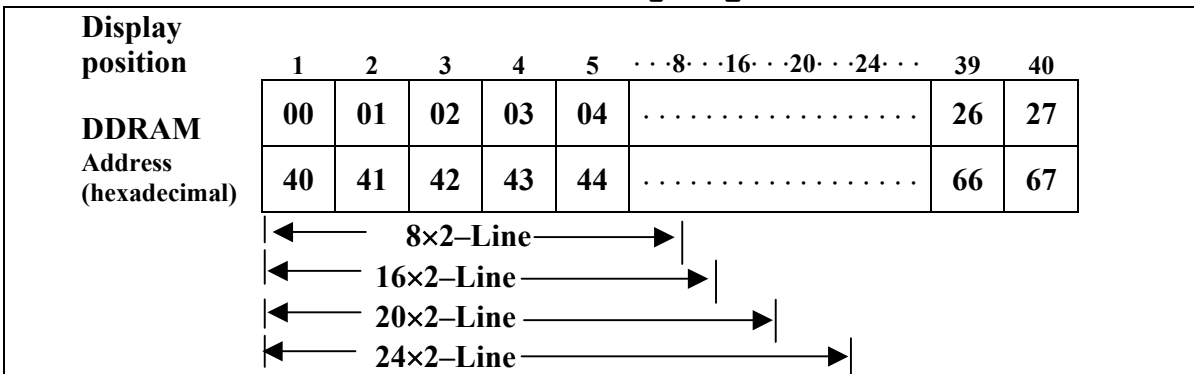 Display
position 1 2 3 4 5 · · ·8· · ·16· · ·20· · ·24· · · 39 40
DDRAM 00 01 02 03 04 . . . . . . . . . . . . . . . . . . 26 27
Address
(hexadecimal) 40 41 42 43 44 . . . . . . . . . . . . . . . . . . 66 67
8×2–Line
16×2–Line
20×2–Line
24×2–Line